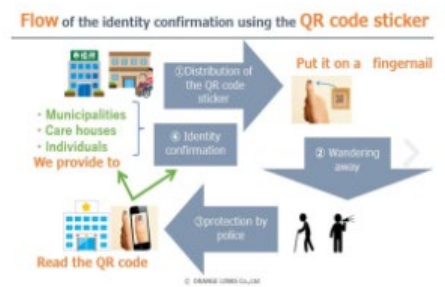 Flow of the identity confirmation using the QR code sticker
①Distribution of
the QR code
sticker
Put it on a fingernail
・Municipalities
・Care houses
・Individuals
We provide to
④ Identity
confirmation
② Wandering
away
③protection by
police
Read the QR code
© ORANGE LINKS Co.,Ltd